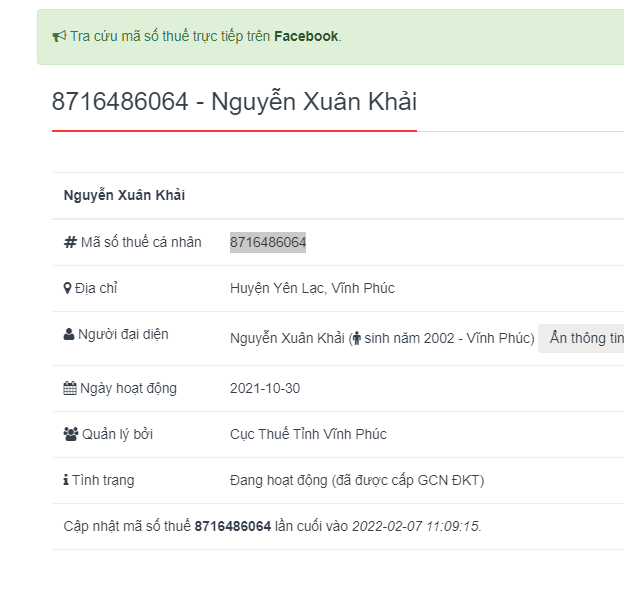 Tra cứu mã số thuế trực tiếp trên Facebook.
8716486064 - Nguyễn Xuân Khải
Nguyễn Xuân Khải
# Mã số thuế cá nhân 8716486064
Địa chỉ Huyện Yên Lạc, Vĩnh Phúc
Người đại diện Nguyễn Xuân Khải ( sinh năm 2002 - Vĩnh Phúc) Ẩn thông tin
Ngày hoạt động 2021-10-30
Quản lý bởi Cục Thuế Tỉnh Vĩnh Phúc
Tình trạng Đang hoạt động (đã được cấp GCN ĐKT)
Cập nhật mã số thuế 8716486064 lần cuối vào 2022-02-07 11:09:15.